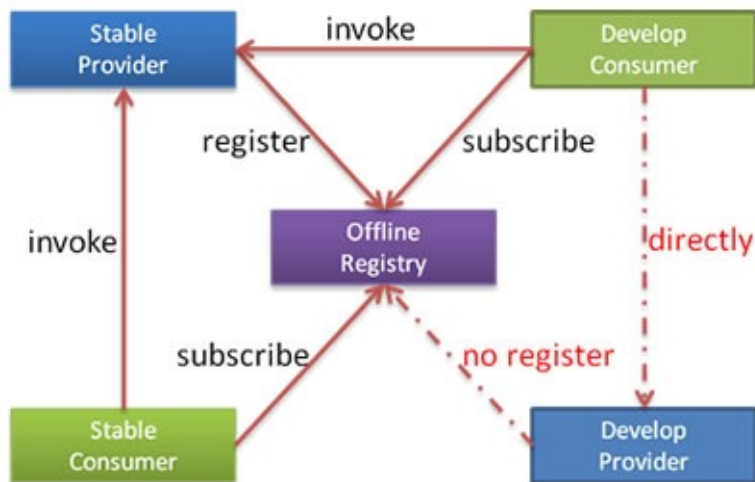 Stable
Provider
invoke
Develop
Consumer
register
subscribe
Offline
Registry
invoke
directly
subscribe
no register
Stable
Consumer
Develop
Provider